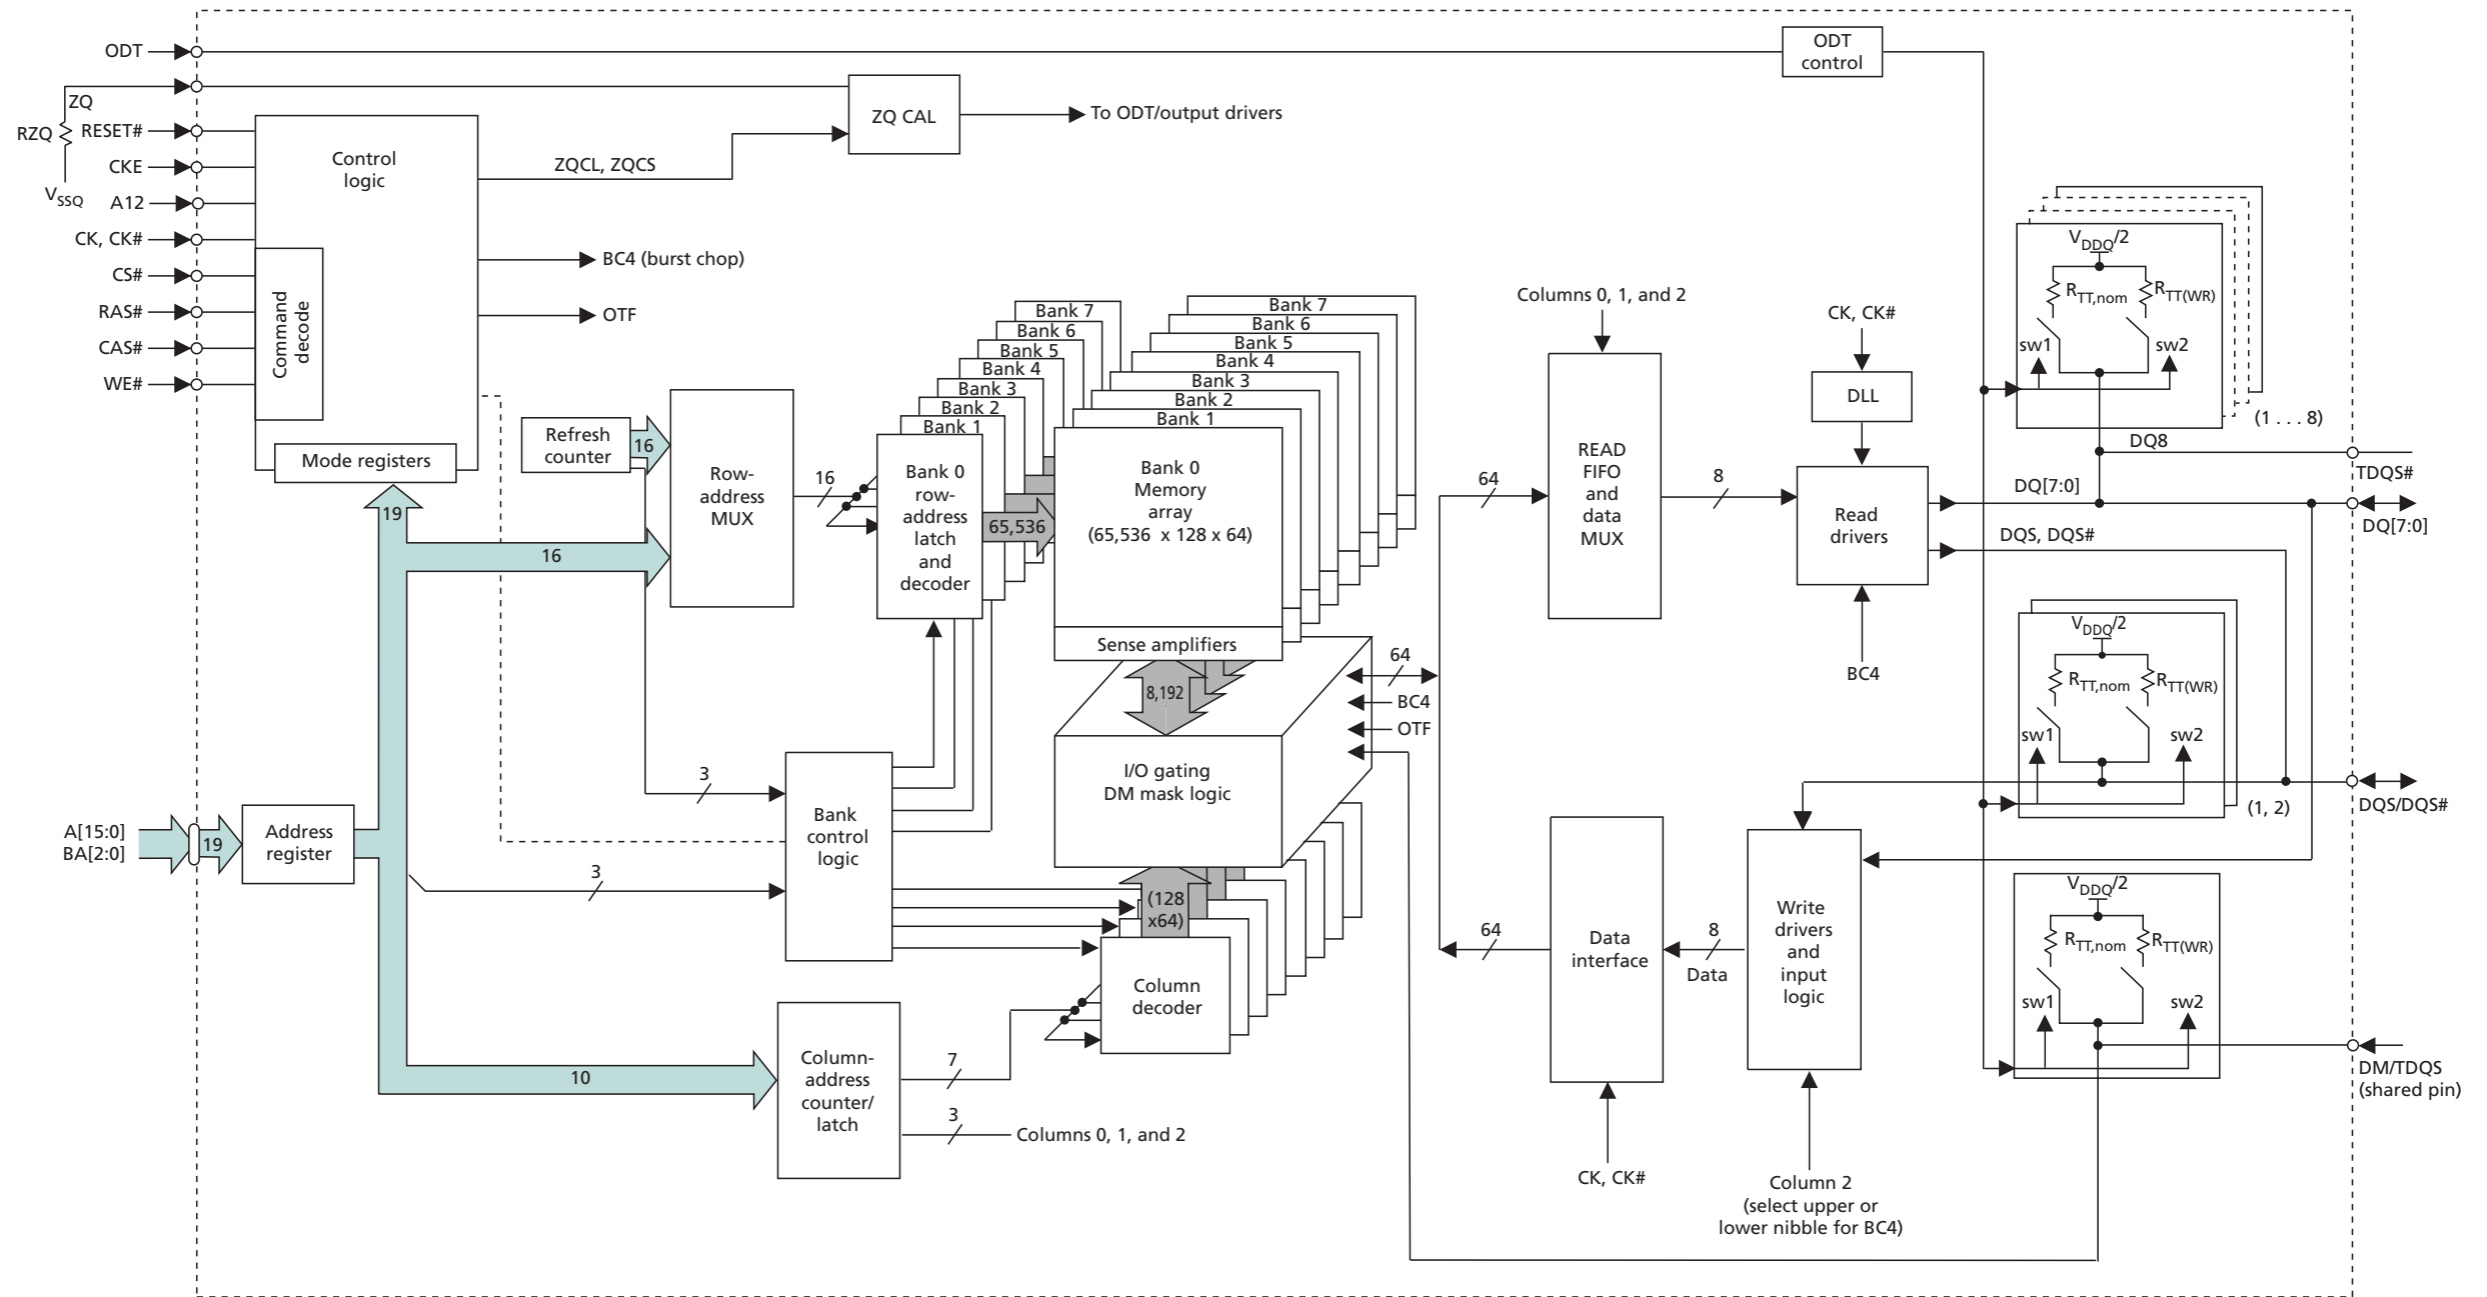 ODT
ODT
control
ZQ
RZQ
VSSQ
RESET#
CKE
A12
CK, CK#
CS#
RAS#
CAS#
WE#
Control
logic
Command
decode
Mode registers
ZQCL, ZQCS
ZQ CAL
To ODT/output drivers
BC4 (burst chop)
OTF
Refresh
counter
16
19
16
Row-
address
MUX
16
Bank 7
Bank 6
Bank 5
Bank 4
Bank 3
Bank 2
Bank 1
Bank 0
row-
address
latch
and
decoder
65,536
Bank 7
Bank 6
Bank 5
Bank 4
Bank 3
Bank 2
Bank 1
Bank 0
Memory
array
(65,536 x 128 x 64)
Sense amplifiers
8,192
I/O gating
DM mask logic
64
BC4
OTF
A[15:0]
BA[2:0]
19
Address
register
3
3
Bank
control
logic
(128
x64)
Column
decoder
10
Column-
address
counter/
latch
7
3
Columns 0, 1, and 2
Columns 0, 1, and 2
64
READ
FIFO
and
data
MUX
8
CK, CK#
DLL
Read
drivers
BC4
DQ[7:0]
DQS, DQS#
64
Data
interface
CK, CK#
8
Data
Write
drivers
and
input
logic
Column 2
(select upper or
lower nibble for BC4)
VDDQ/2
RTT,nom
RTT(WR)
sw1
sw2
(1 . . . 8)
DQ8
TDQS#
DQ[7:0]
VDDQ/2
RTT,nom
RTT(WR)
sw1
sw2
(1, 2)
DQS/DQS#
VDDQ/2
RTT,nom
RTT(WR)
sw1
sw2
DM/TDQS
(shared pin)